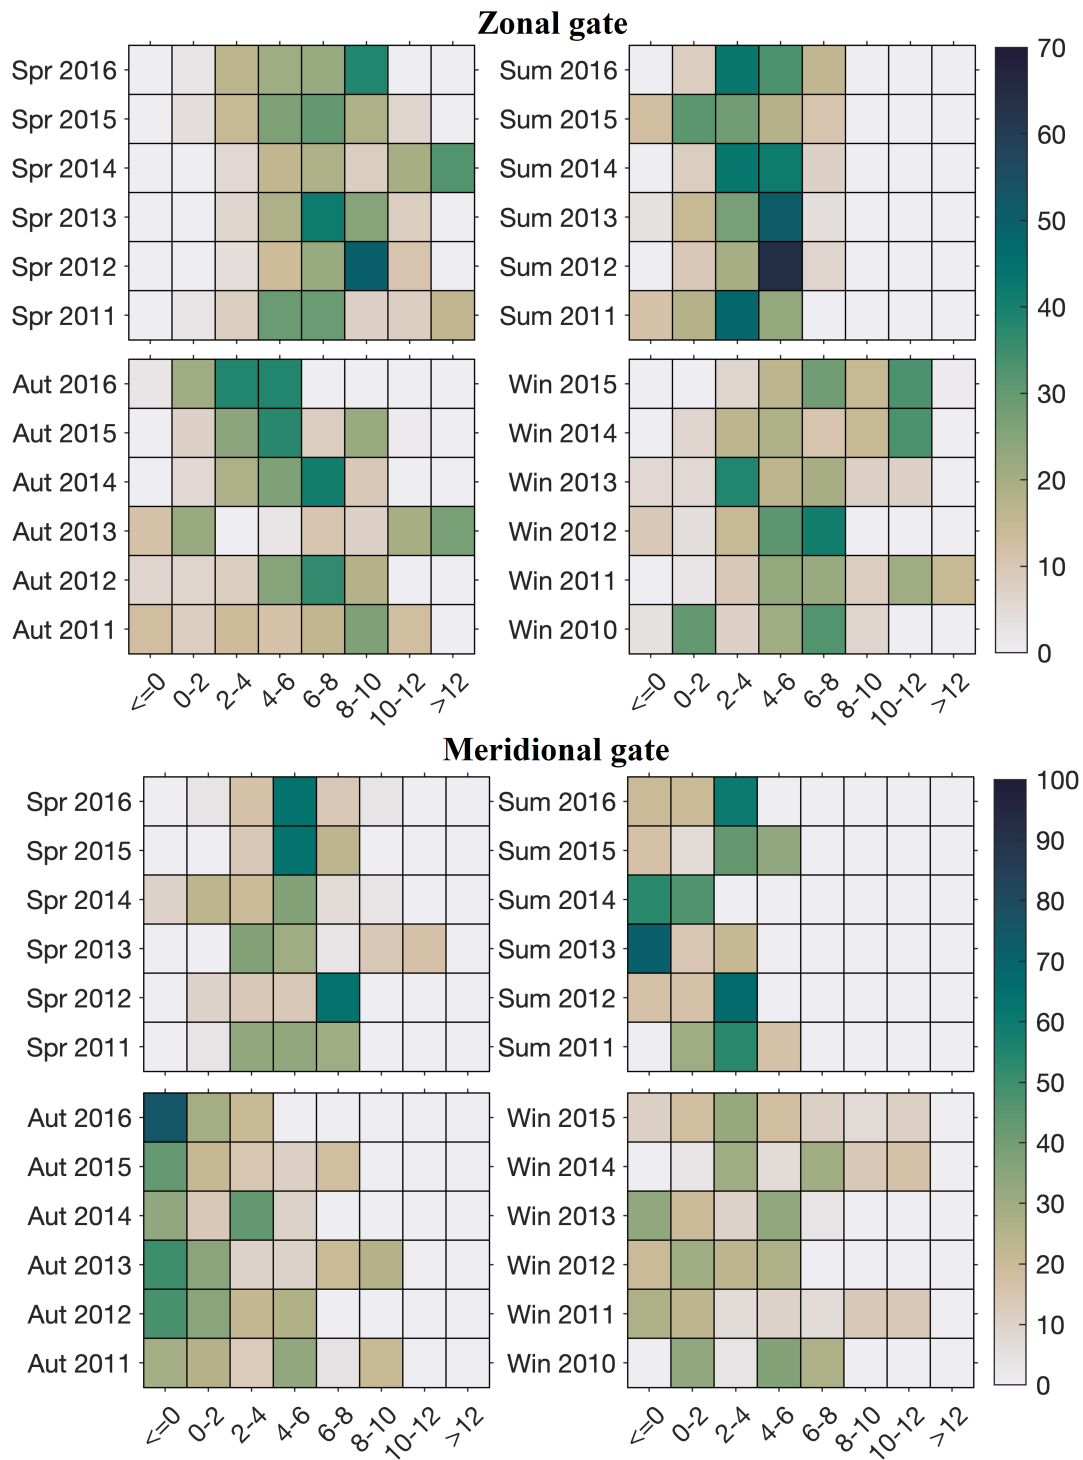 Zonal gate
Spr 2016
Spr 2015
Spr 2014
Spr 2013
Spr 2012
Spr 2011
Sum 2016
Sum 2015
Sum 2014
Sum 2013
Sum 2012
Sum 2011
70
60
50
40
30
20
10
0
Aut 2016
Aut 2015
Aut 2014
Aut 2013
Aut 2012
Aut 2011
Win 2015
Win 2014
Win 2013
Win 2012
Win 2011
Win 2010
<=0 0-2 2-4 4-6 6-8 8-10 10-12 >12
<=0 0-2 2-4 4-6 6-8 8-10 10-12 >12
Meridional gate
Spr 2016
Spr 2015
Spr 2014
Spr 2013
Spr 2012
Spr 2011
Sum 2016
Sum 2015
Sum 2014
Sum 2013
Sum 2012
Sum 2011
100
90
80
70
60
50
40
30
20
10
0
Aut 2016
Aut 2015
Aut 2014
Aut 2013
Aut 2012
Aut 2011
Win 2015
Win 2014
Win 2013
Win 2012
Win 2011
Win 2010
<=0 0-2 2-4 4-6 6-8 8-10 10-12 >12
<=0 0-2 2-4 4-6 6-8 8-10 10-12 >12